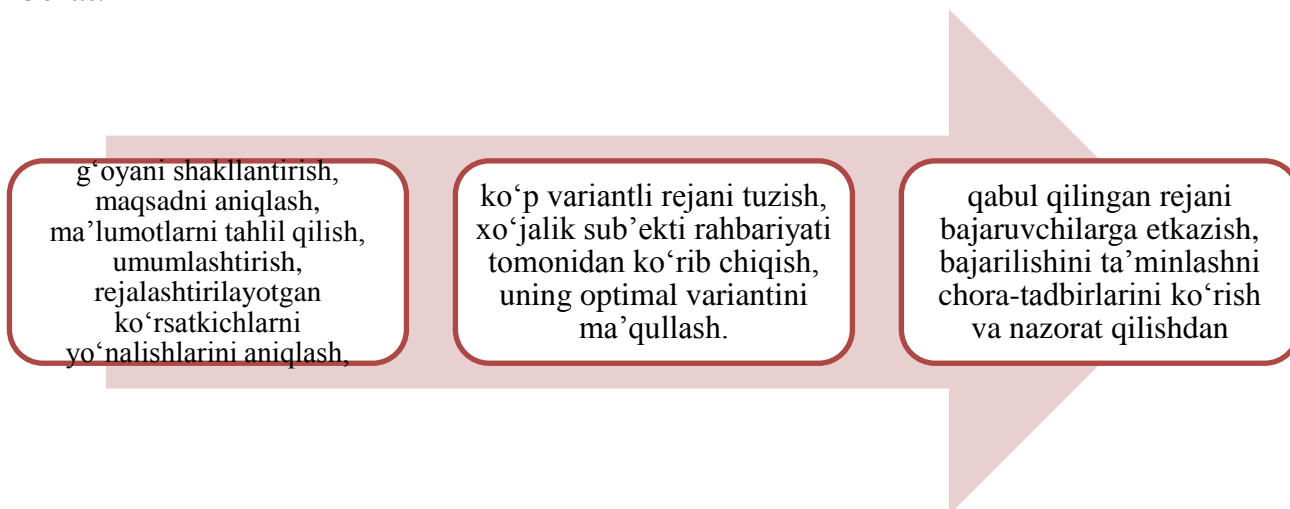 g‘oyani shakllantirish,
maqsadni aniqlash,
ma’lumotlarni tahlil qilish,
umumlashtirish,
rejalashtirilayotgan
ko‘rsatkichlarni
yo‘nalishlarini aniqlash,
ko‘p variantli rejani tuzish,
xo‘jalik sub’ekti rahbariyati
tomonidan ko‘rib chiqish,
uning optimal variantini
ma’qullash.
qabul qilingan rejani
bajaruvchilarga etkazish,
bajarilishini ta’minlashni
chora-tadbirlarini ko‘rish
va nazorat qilishdan